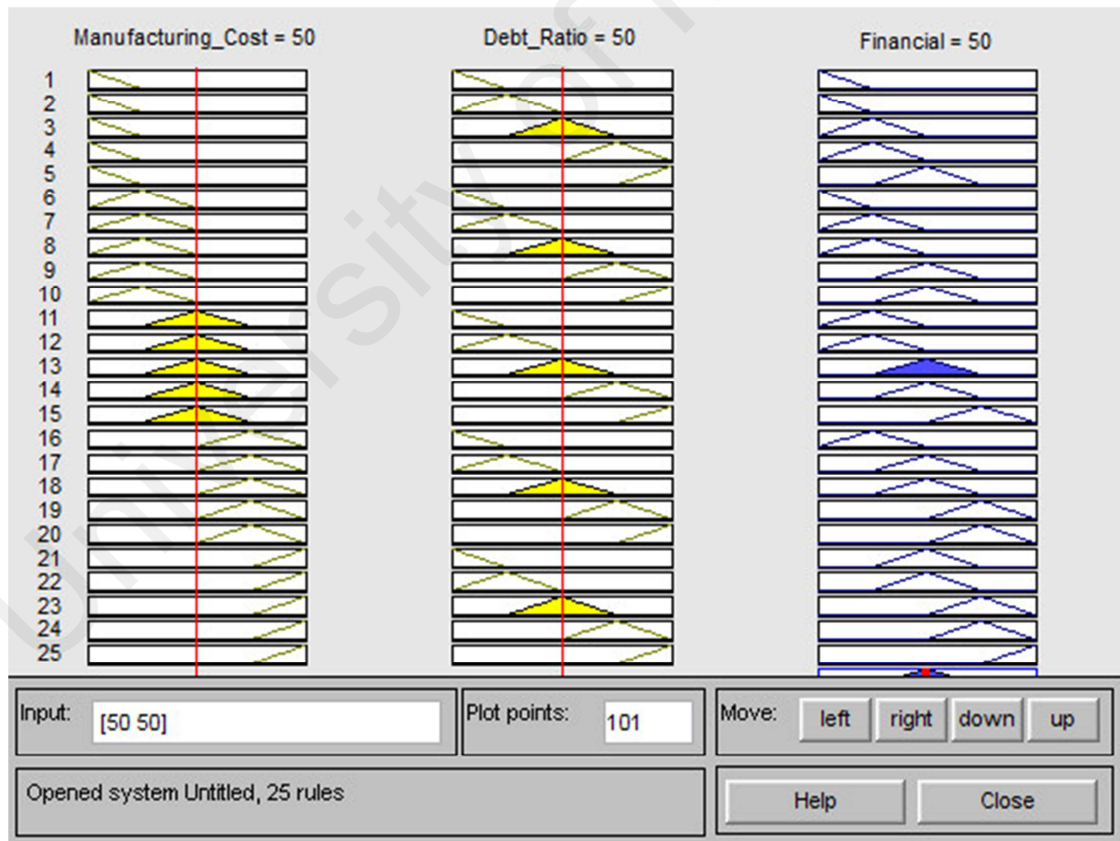 Manufacturing_Cost = 50
Debt_Ratio = 50
Financial = 50
1
2
3
4
5
6
7
8
9
10
11
12
13
14
15
16
17
18
19
20
21
22
23
24
25
Input:
[50 50]
Plot points:
101
Move:
left
right
down
up
Opened system Untitled, 25 rules
Help
Close
University of